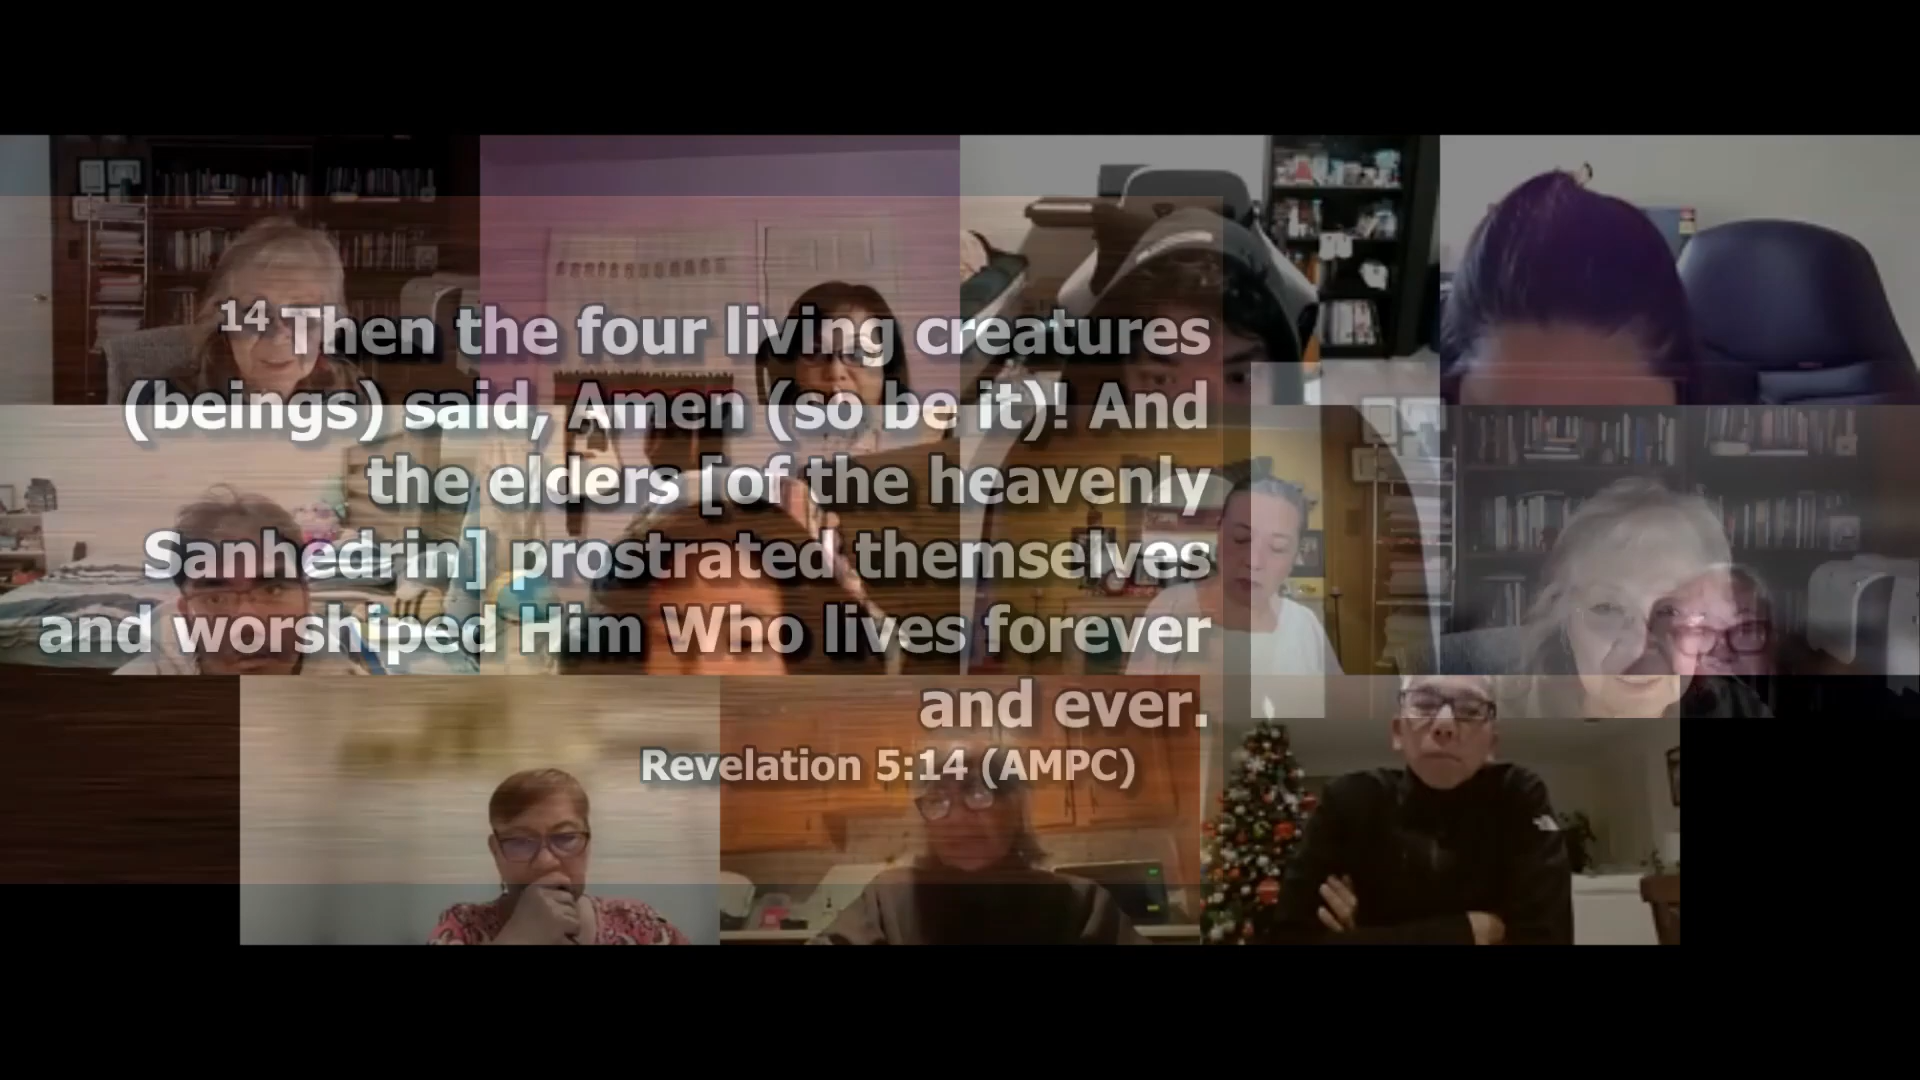 14 Then the four living creatures
(beings) said, Amen (so be it)! And
the elders [of the heavenly
Sanhedrin] prostrated themselves
and worshiped Him Who lives forever
and ever.
Revelation 5:14 (AMPC)